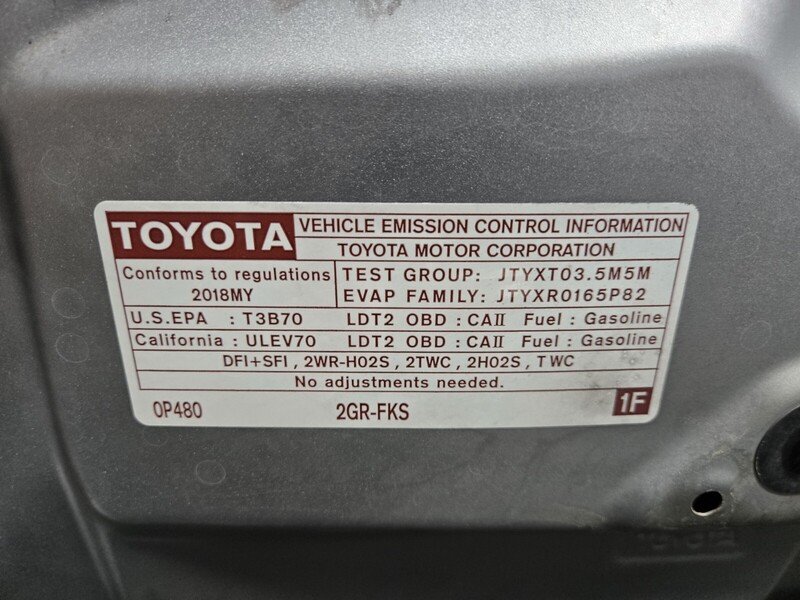 TOYOTA VEHICLE EMISSION CONTROL INFORMATION
TOYOTA MOTOR CORPORATION
Conforms to regulations
2018MY
TEST GROUP: JTYXT03.5M5M
EVAP FAMILY: JTYXR0165P82
U.S.EPA : T3B70 LDT2 OBD : CAII Fuel : Gasoline
California : ULEV70 LDT2 OBD : CAII Fuel : Gasoline
DFI+SFI , 2WR-HO2S , 2TWC , 2HO2S , TWC
No adjustments needed.
0P480 2GR-FKS 1F